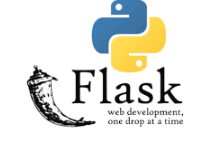 Flask
web development,
one drop at a time